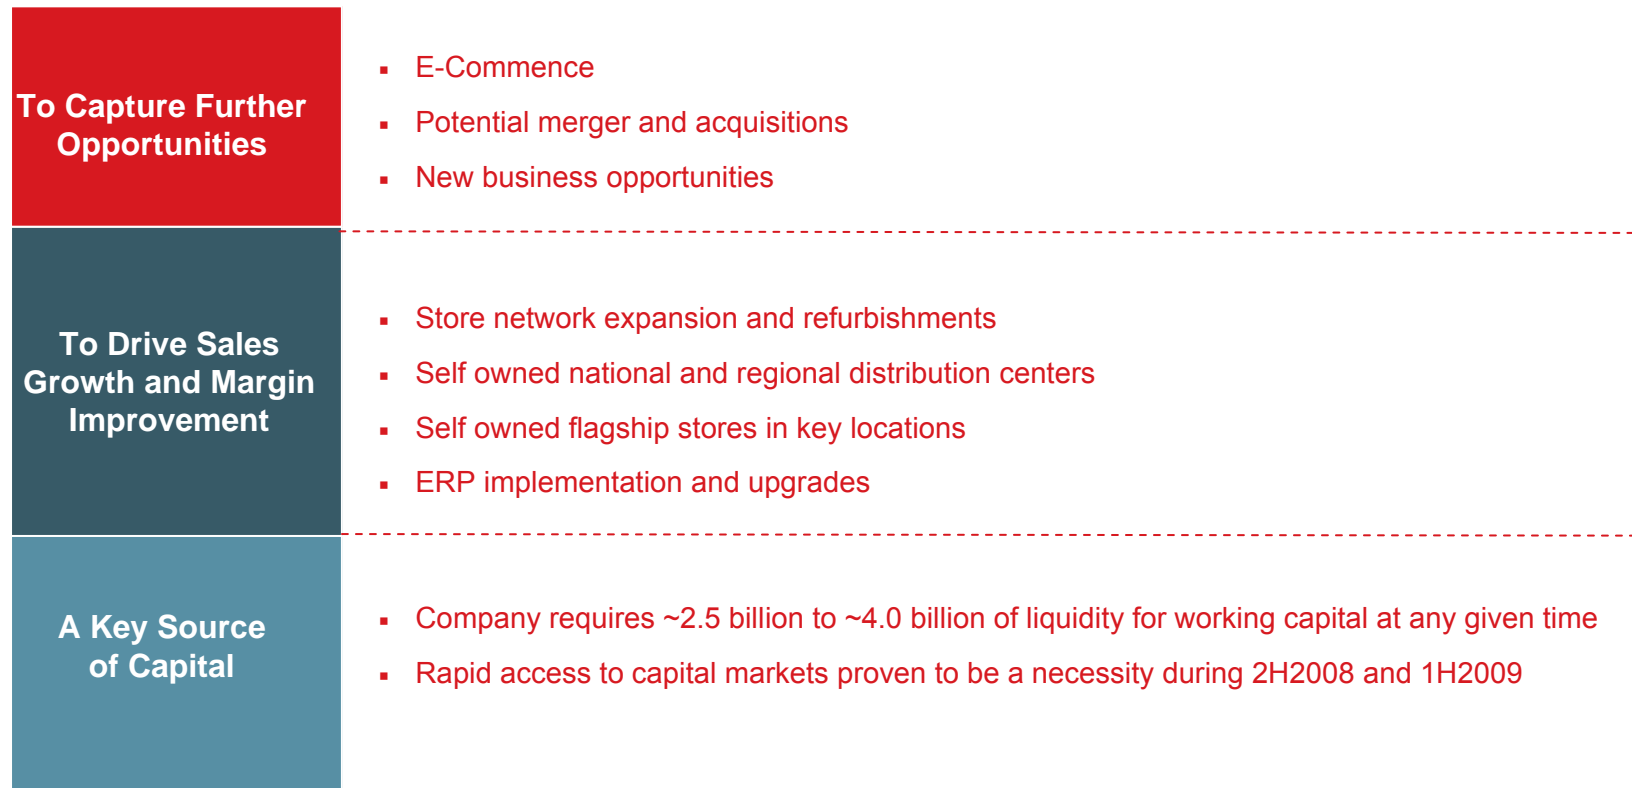 To Capture Further
Opportunities
▪ E-Commence
▪ Potential merger and acquisitions
▪ New business opportunities
To Drive Sales
Growth and Margin
Improvement
▪ Store network expansion and refurbishments
▪ Self owned national and regional distribution centers
▪ Self owned flagship stores in key locations
▪ ERP implementation and upgrades
A Key Source
of Capital
▪ Company requires ~2.5 billion to ~4.0 billion of liquidity for working capital at any given time
▪ Rapid access to capital markets proven to be a necessity during 2H2008 and 1H2009